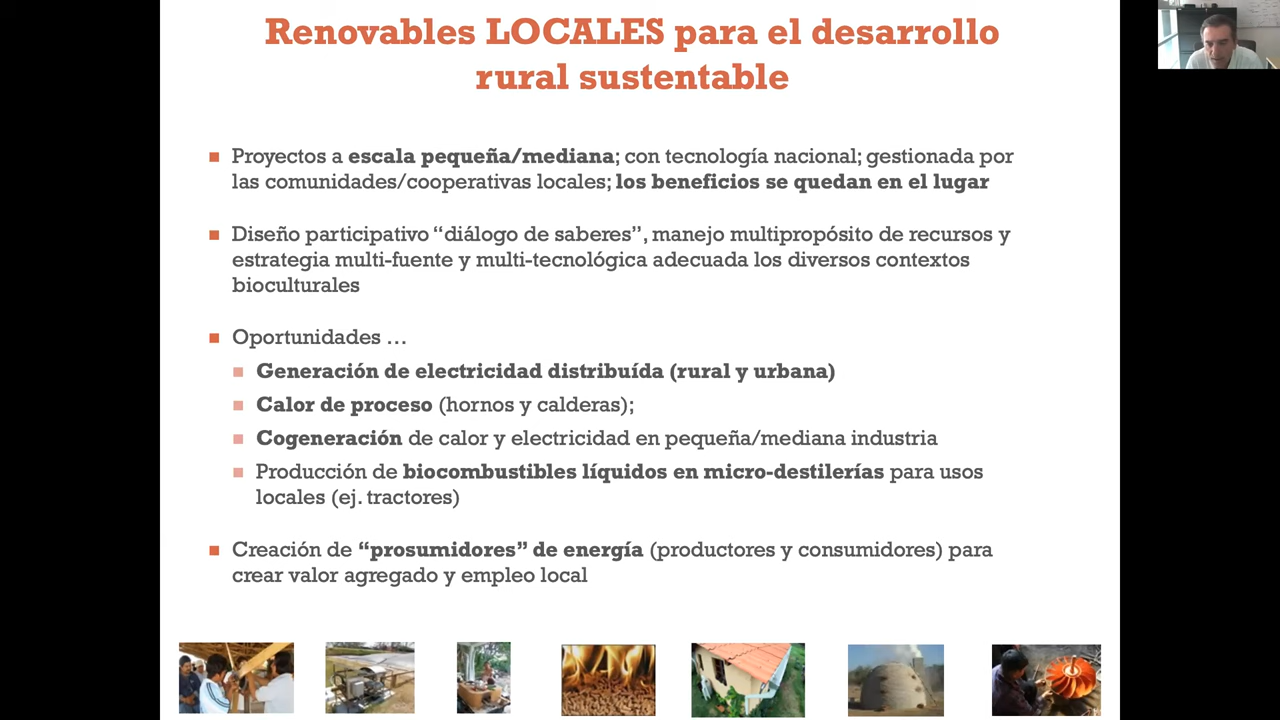 Renovables LOCALES para el desarrollo
rural sustentable
Proyectos a escala pequeña/mediana; con tecnología nacional; gestionada por
las comunidades/cooperativas locales; los beneficios se quedan en el lugar
Diseño participativo “diálogo de saberes”, manejo multipropósito de recursos y
estrategia multi-fuente y multi-tecnológica adecuada los diversos contextos
bioculturales
Oportunidades …
Generación de electricidad distribuída (rural y urbana)
Calor de proceso (hornos y calderas);
Cogeneración de calor y electricidad en pequeña/mediana industria
Producción de biocombustibles líquidos en micro-destilerías para usos
locales (ej. tractores)
Creación de “prosumidores” de energía (productores y consumidores) para
crear valor agregado y empleo local